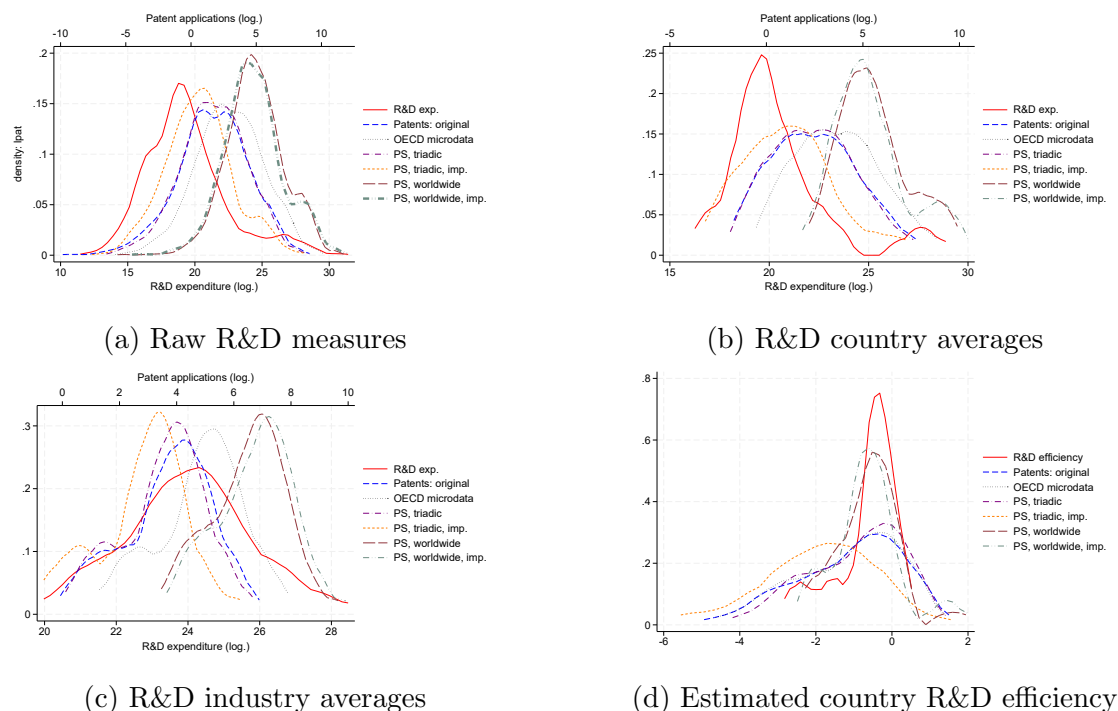 Patent applications (log.)
-10 -5 0 5 10
.2
.15
.1
.05
0
density: lpat
10 15 20 25 30
R&D expenditure (log.)
R&D exp.
Patents: original
OECD microdata
PS, triadic
PS, triadic, imp.
PS, worldwide
PS, worldwide, imp.
(a) Raw R&D measures
Patent applications (log.)
-5 0 5 10
.25
.2
.15
.1
.05
0
15 20 25 30
R&D expenditure (log.)
R&D exp.
Patents: original
OECD microdata
PS, triadic
PS, triadic, imp.
PS, worldwide
PS, worldwide, imp.
(b) R&D country averages
Patent applications (log.)
0 2 4 6 8 10
.3
.2
.1
0
20 22 24 26 28
R&D expenditure (log.)
R&D exp.
Patents: original
OECD microdata
PS, triadic
PS, triadic, imp.
PS, worldwide
PS, worldwide, imp.
(c) R&D industry averages
.8
.6
.4
.2
0
-6 -4 -2 0 2
R&D efficiency
Patents: original
OECD microdata
PS, triadic
PS, triadic, imp.
PS, worldwide
PS, worldwide, imp.
(d) Estimated country R&D efficiency